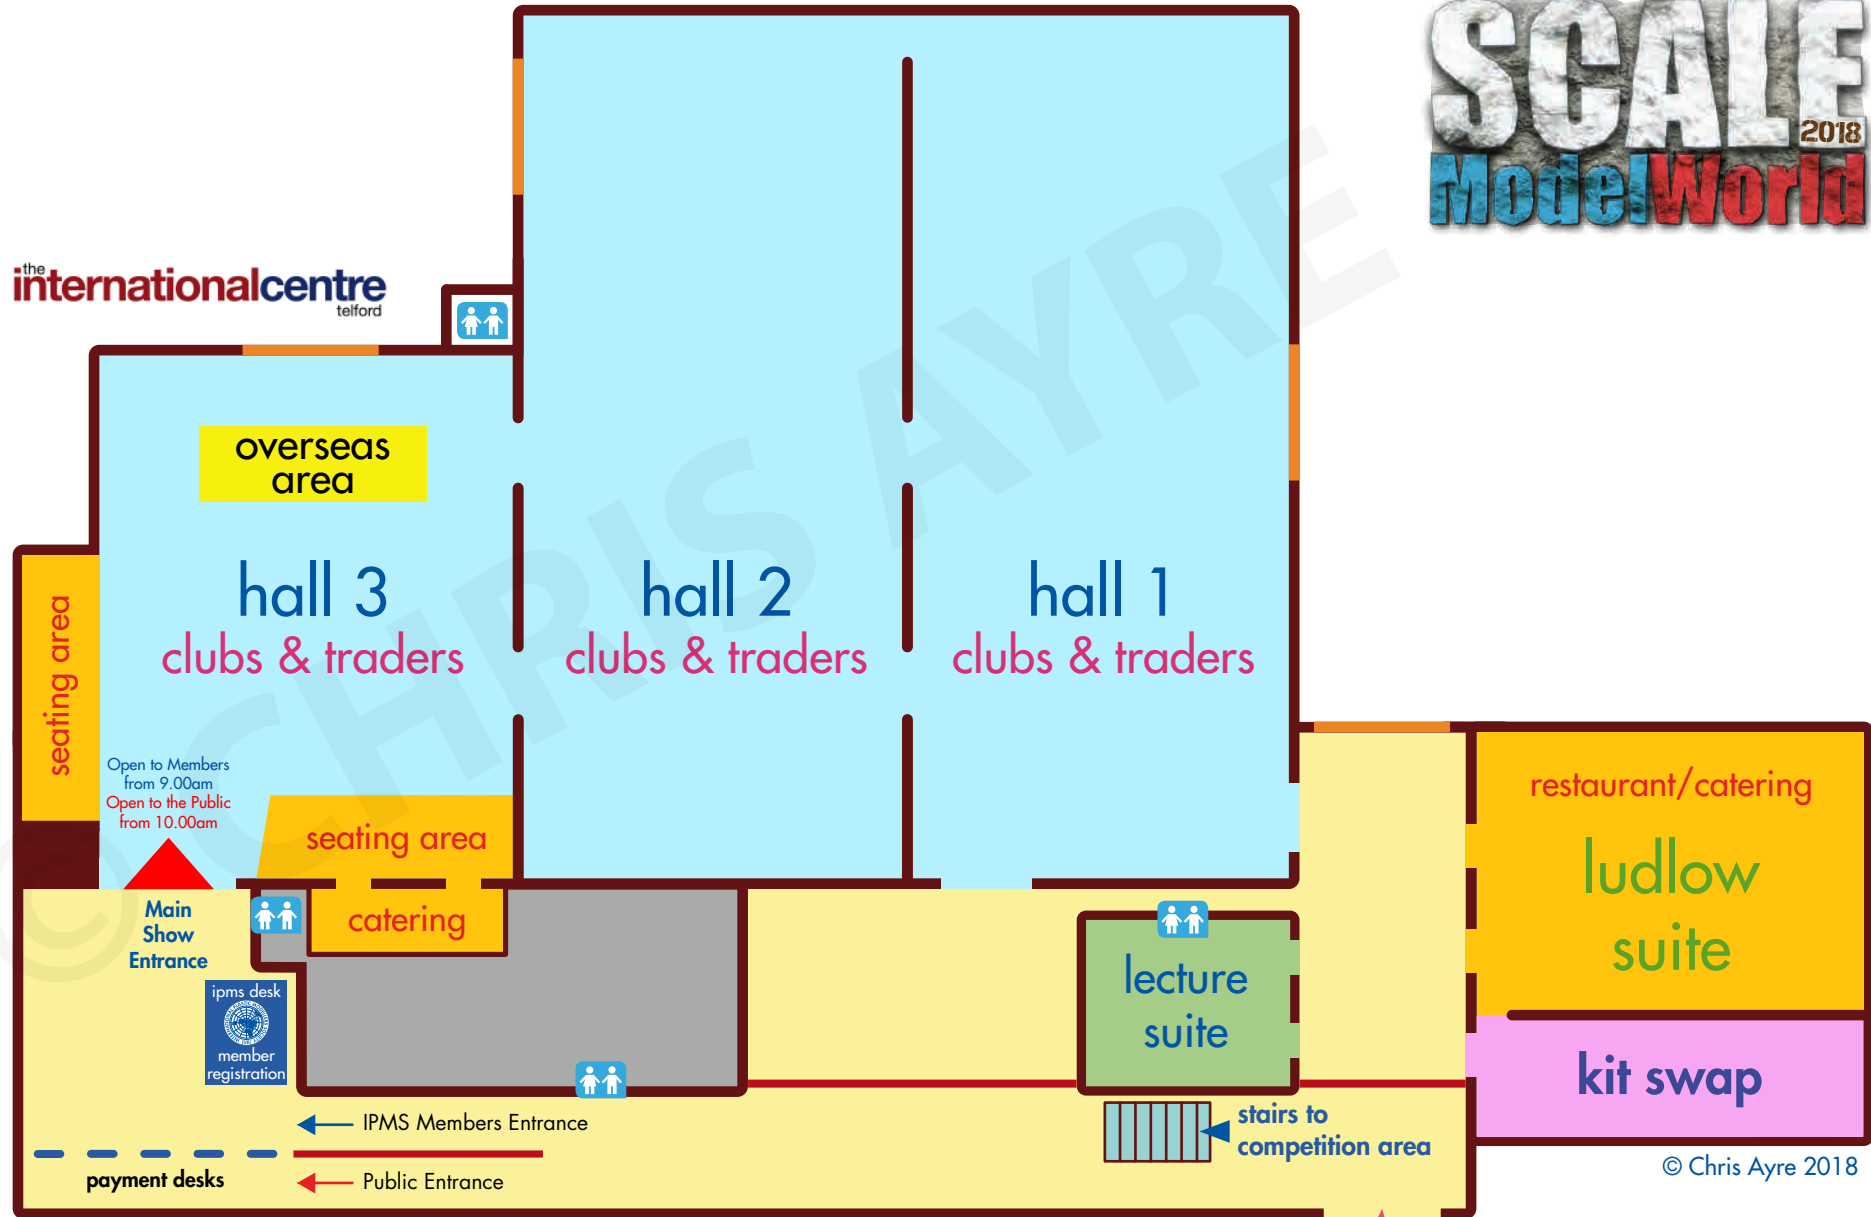 SCALE
2018
ModelWorld
the
internationalcentre
telford
overseas
area
hall 3
clubs & traders
hall 2
clubs & traders
hall 1
clubs & traders
seating area
Open to Members
from 9.00am
Open to the Public
from 10.00am
seating area
catering
Main
Show
Entrance
ipms desk
member
registration
restaurant/catering
ludlow
suite
lecture
suite
kit swap
IPMS Members Entrance
payment desks
Public Entrance
stairs to
competition area
© Chris Ayre 2018
© CHRIS AYRE